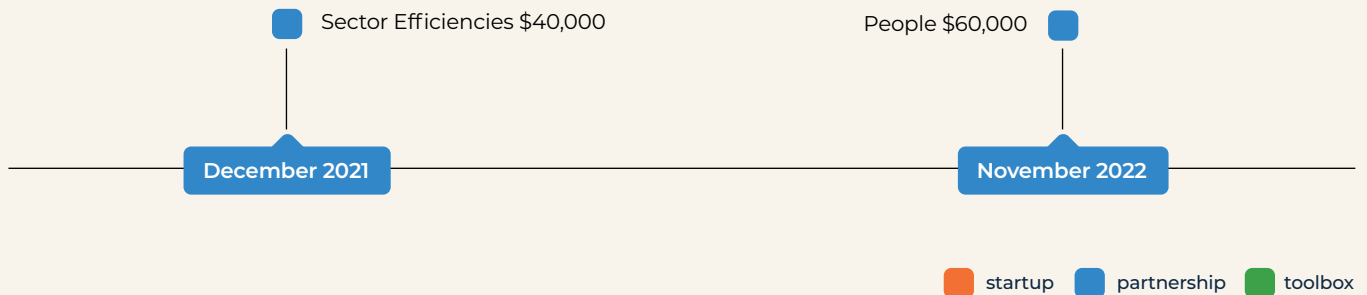 Sector Efficiencies $40,000
People $60,000
December 2021
November 2022
startup
partnership
toolbox